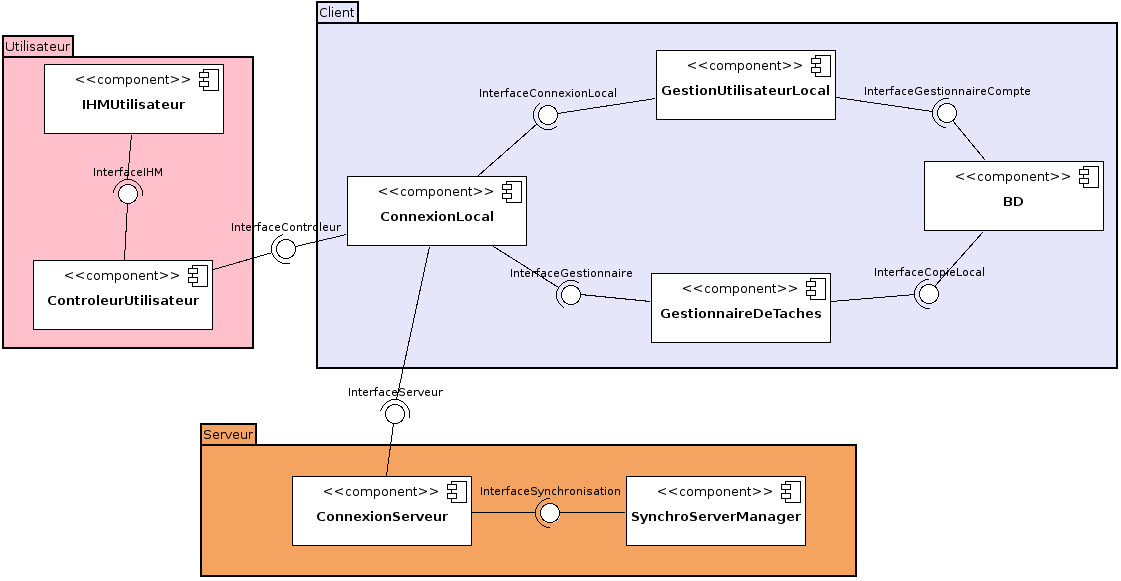 Client
Utilisateur
<<component>>
IHMUtilisateur
<<component>>
GestionUtilisateurLocal
InterfaceConnexionLocal
InterfaceGestionnaireCompte
InterfaceIHM
<<component>>
ConnexionLocal
<<component>>
BD
InterfaceControleur
<<component>>
ControleurUtilisateur
InterfaceGestionnaire
<<component>>
GestionnaireDeTaches
InterfaceCopieLocal
InterfaceServeur
Serveur
<<component>>
ConnexionServeur
InterfaceSynchronisation
<<component>>
SynchroServerManager